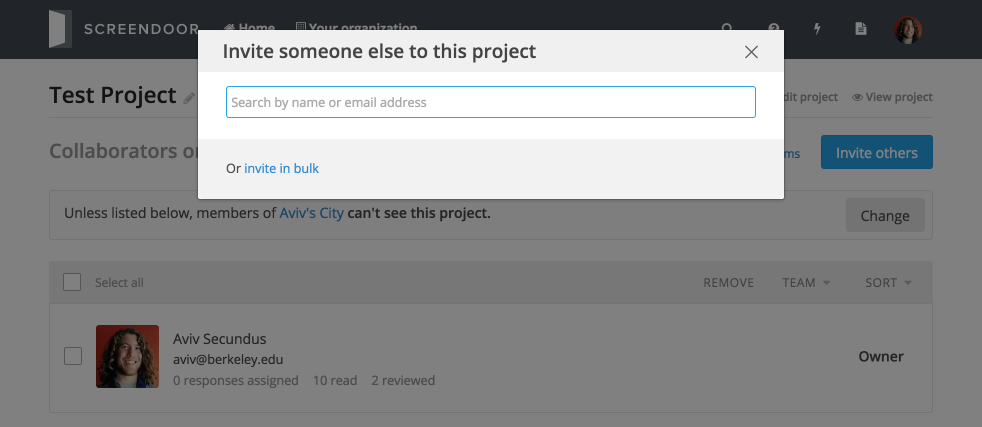 SCREENDOOR
Home
Your organization
Invite someone else to this project
Test Project
Search by name or email address
dit project
View project
Collaborators
Or invite in bulk
ms
Invite others
Unless listed below, members of Aviv's City can't see this project.
Change
Select all
REMOVE
TEAM
SORT
Aviv Secundus
aviv@berkeley.edu
0 responses assigned 10 read 2 reviewed
Owner